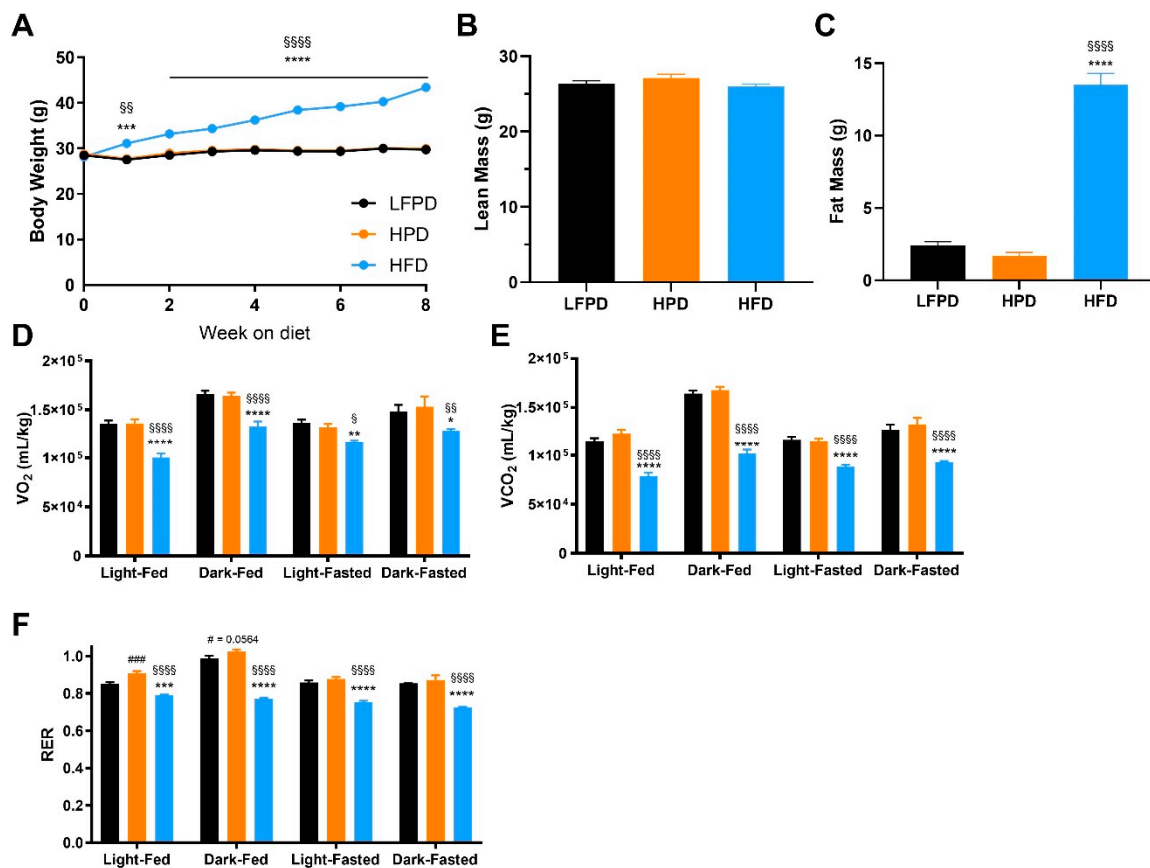 A
§§§§
****
§§
***
50
40
30
20
10
0
Body Weight (g)
LFPD
HPD
HFD
0 2 4 6 8
Week on diet
B
30
20
10
0
Lean Mass (g)
LFPD HPD HFD
C
§§§§
****
15
10
5
0
Fat Mass (g)
LFPD HPD HFD
D
2×10⁵
1.5×10⁵
1×10⁵
5×10⁴
0
VO₂ (mL/kg)
§§§§
****
§§§§
****
§
**
§§
*
Light-Fed Dark-Fed Light-Fasted Dark-Fasted
E
2×10⁵
1.5×10⁵
1×10⁵
5×10⁴
0
VCO₂ (mL/kg)
§§§§
****
§§§§
****
§§§§
****
§§§§
****
Light-Fed Dark-Fed Light-Fasted Dark-Fasted
F
1.0
0.8
0.6
0.4
0.2
0.0
RER
###
§§§§
***
# = 0.0564
§§§§
****
§§§§
****
§§§§
****
Light-Fed Dark-Fed Light-Fasted Dark-Fasted